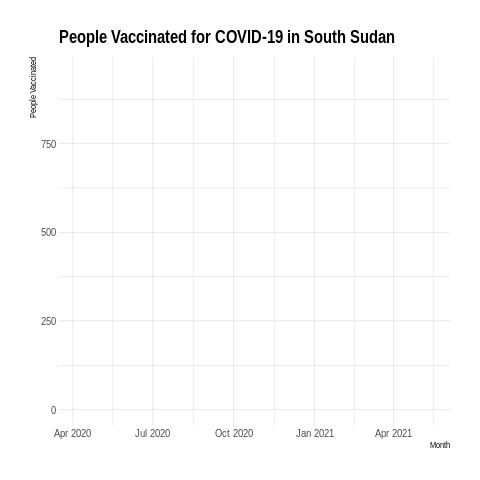 People Vaccinated for COVID-19 in South Sudan
People Vaccinated
750
500
250
0
Apr 2020 Jul 2020 Oct 2020 Jan 2021 Apr 2021
Month